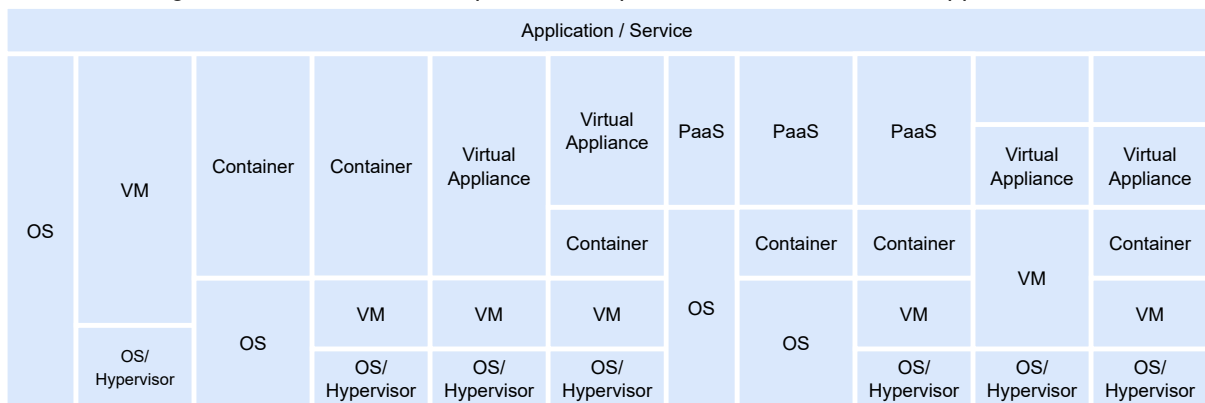 Application / Service
OS
VM
OS/
Hypervisor
Container
OS
Container
VM
OS/
Hypervisor
Virtual
Appliance
VM
OS/
Hypervisor
Virtual
Appliance
Container
VM
OS/
Hypervisor
PaaS
OS
PaaS
Container
OS
PaaS
Container
VM
OS/
Hypervisor
Virtual
Appliance
VM
OS/
Hypervisor
Virtual
Appliance
Container
VM
OS/
Hypervisor